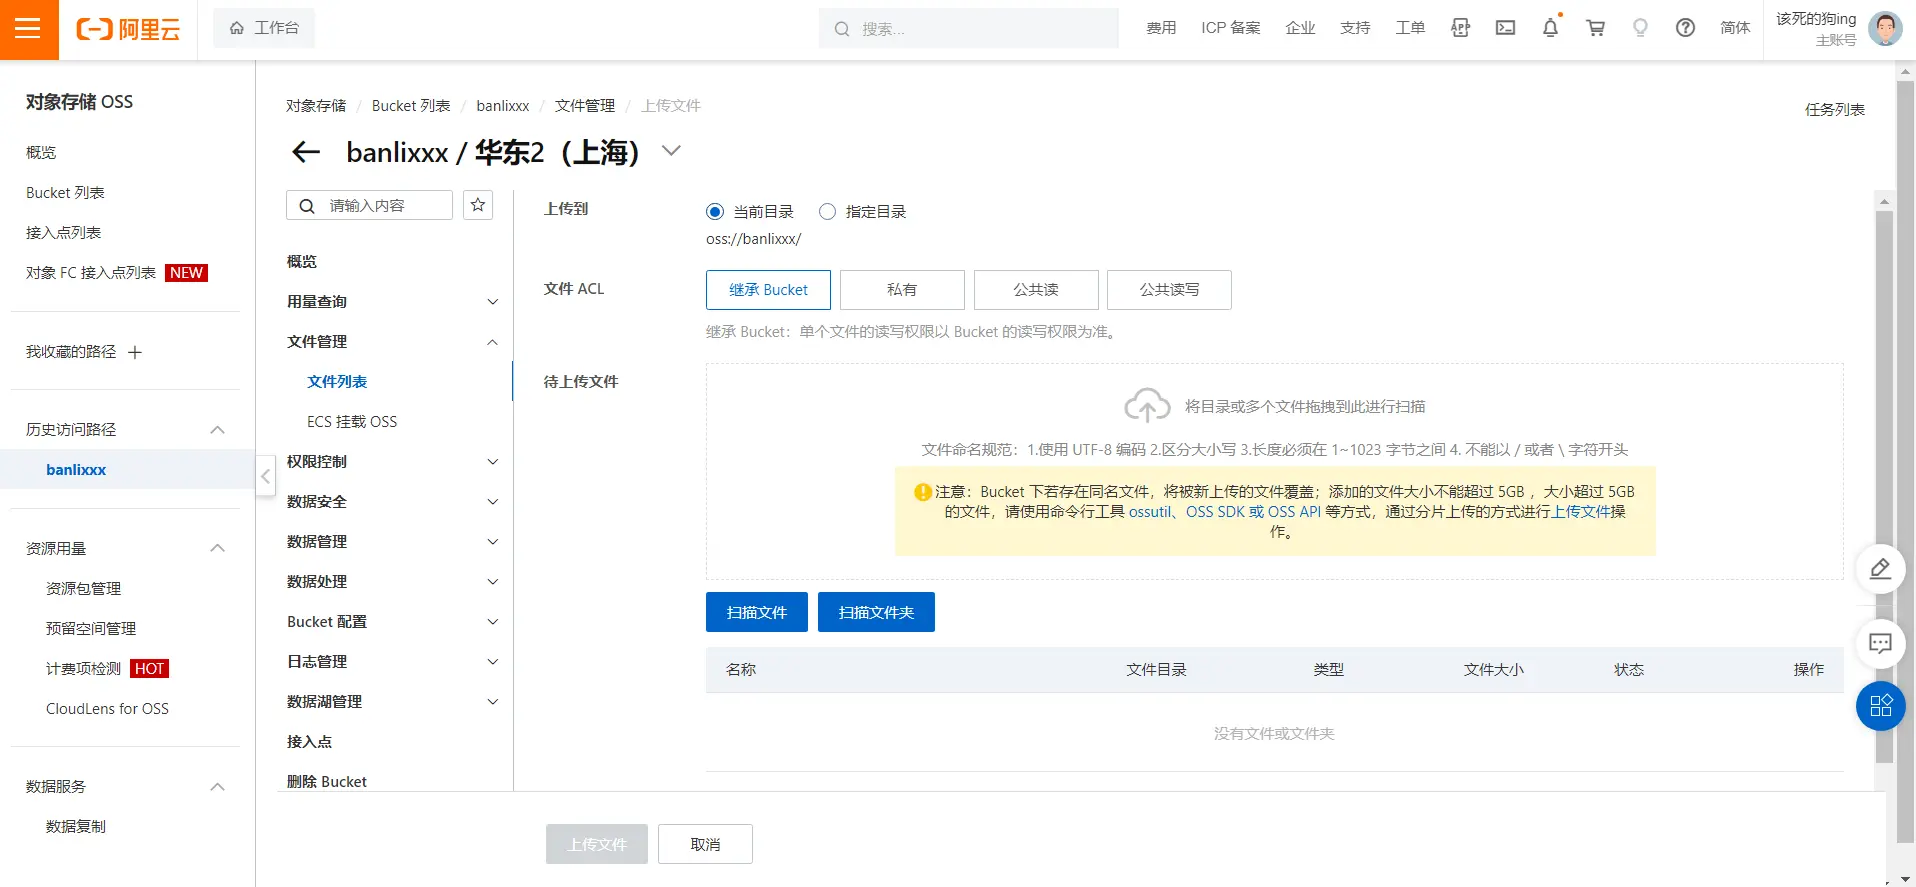 阿里云
工作台
搜索...
费用
ICP 备案
企业
支持
工单
简体
该死的狗ing
主账号
对象存储 OSS
概览
Bucket 列表
接入点列表
对象 FC 接入点列表 NEW
我收藏的路径
历史访问路径
banlixxx
资源用量
资源包管理
预留空间管理
计费项检测 HOT
CloudLens for OSS
数据服务
数据复制
对象存储 / Bucket 列表 / banlixxx / 文件管理 / 上传文件
任务列表
banlixxx / 华东2（上海）
请输入内容
概览
用量查询
文件管理
文件列表
ECS 挂载 OSS
权限控制
数据安全
数据管理
数据处理
Bucket 配置
日志管理
数据湖管理
接入点
删除 Bucket
上传到
当前目录 指定目录
oss://banlixxx/
文件 ACL
继承 Bucket 私有 公共读 公共读写
继承 Bucket：单个文件的读写权限以 Bucket 的读写权限为准。
待上传文件
将目录或多个文件拖拽到此进行扫描
文件命名规范：1.使用 UTF-8 编码 2.区分大小写 3.长度必须在 1~1023 字节之间 4. 不能以 / 或者 \ 字符开头
注意：Bucket 下若存在同名文件，将被新上传的文件覆盖；添加的文件大小不能超过 5GB ，大小超过 5GB
的文件，请使用命令行工具 ossutil、OSS SDK 或 OSS API 等方式，通过分片上传的方式进行上传文件操
作。
扫描文件 扫描文件夹
名称 文件目录 类型 文件大小 状态 操作
没有文件或文件夹
上传文件 取消